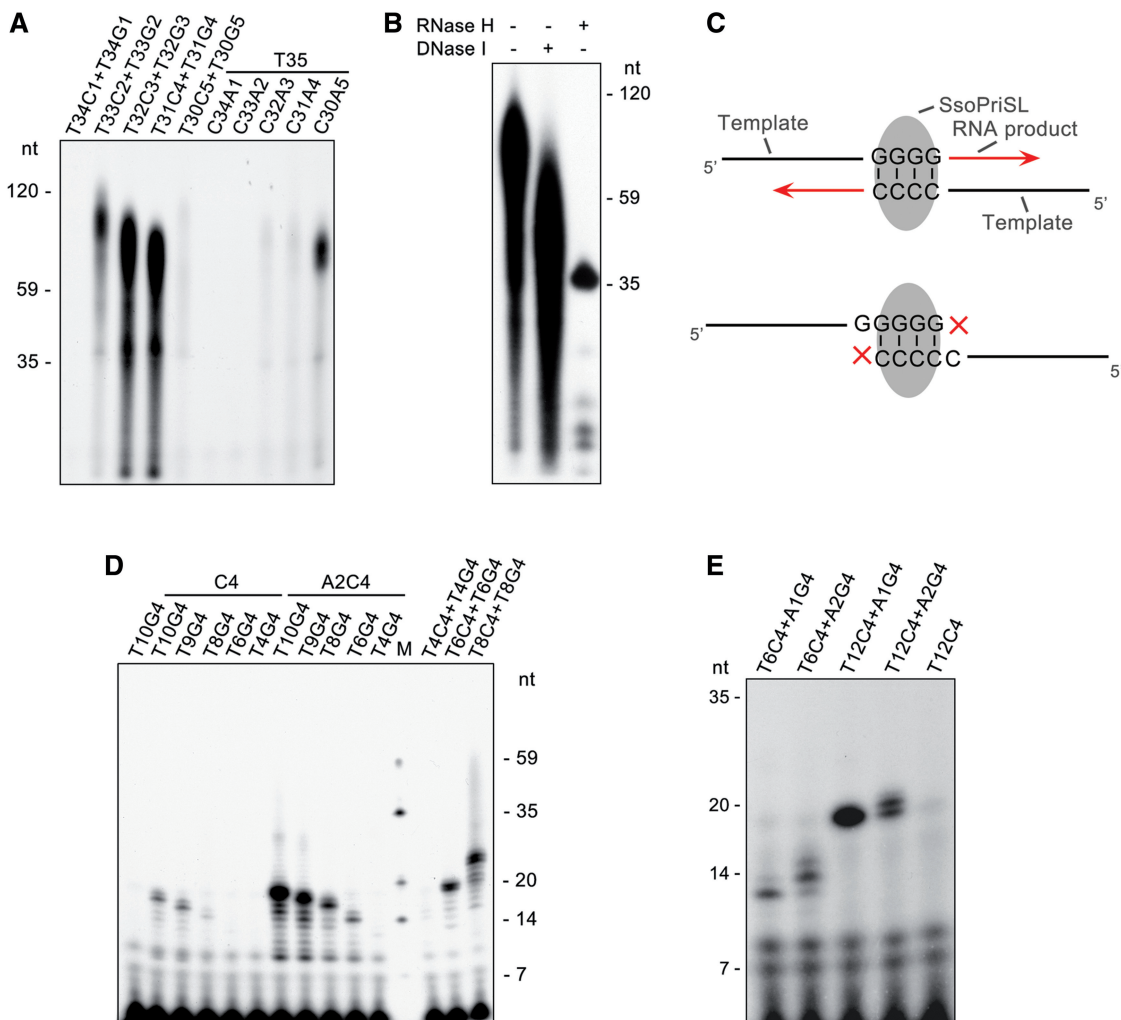 A
T34C1+T34G1
T33C2+T33G2
T32C3+T32G3
T31C4+T31G4
T30C5+T30G5
T35
C34A1
C33A2
C32A3
C31A4
C30A5
nt
120 -
59 -
35 -
B
RNase H - - +
DNase I - + -
nt
- 120
- 59
- 35
C
SsoPriSL
Template
RNA product
5’
GGGG
CCCC
5’
Template
5’
GGGGG
CCCCC
5’
D
C4
A2C4
T10G4
T10G4
T9G4
T8G4
T6G4
T4G4
T10G4
T9G4
T8G4
T6G4
T4G4
M
T4C4+T4G4
T6C4+T6G4
T8C4+T8G4
nt
- 59
- 35
- 20
- 14
- 7
E
T6C4+A1G4
T6C4+A2G4
T12C4+A1G4
T12C4+A2G4
T12C4
nt
35 -
20 -
14 -
7 -